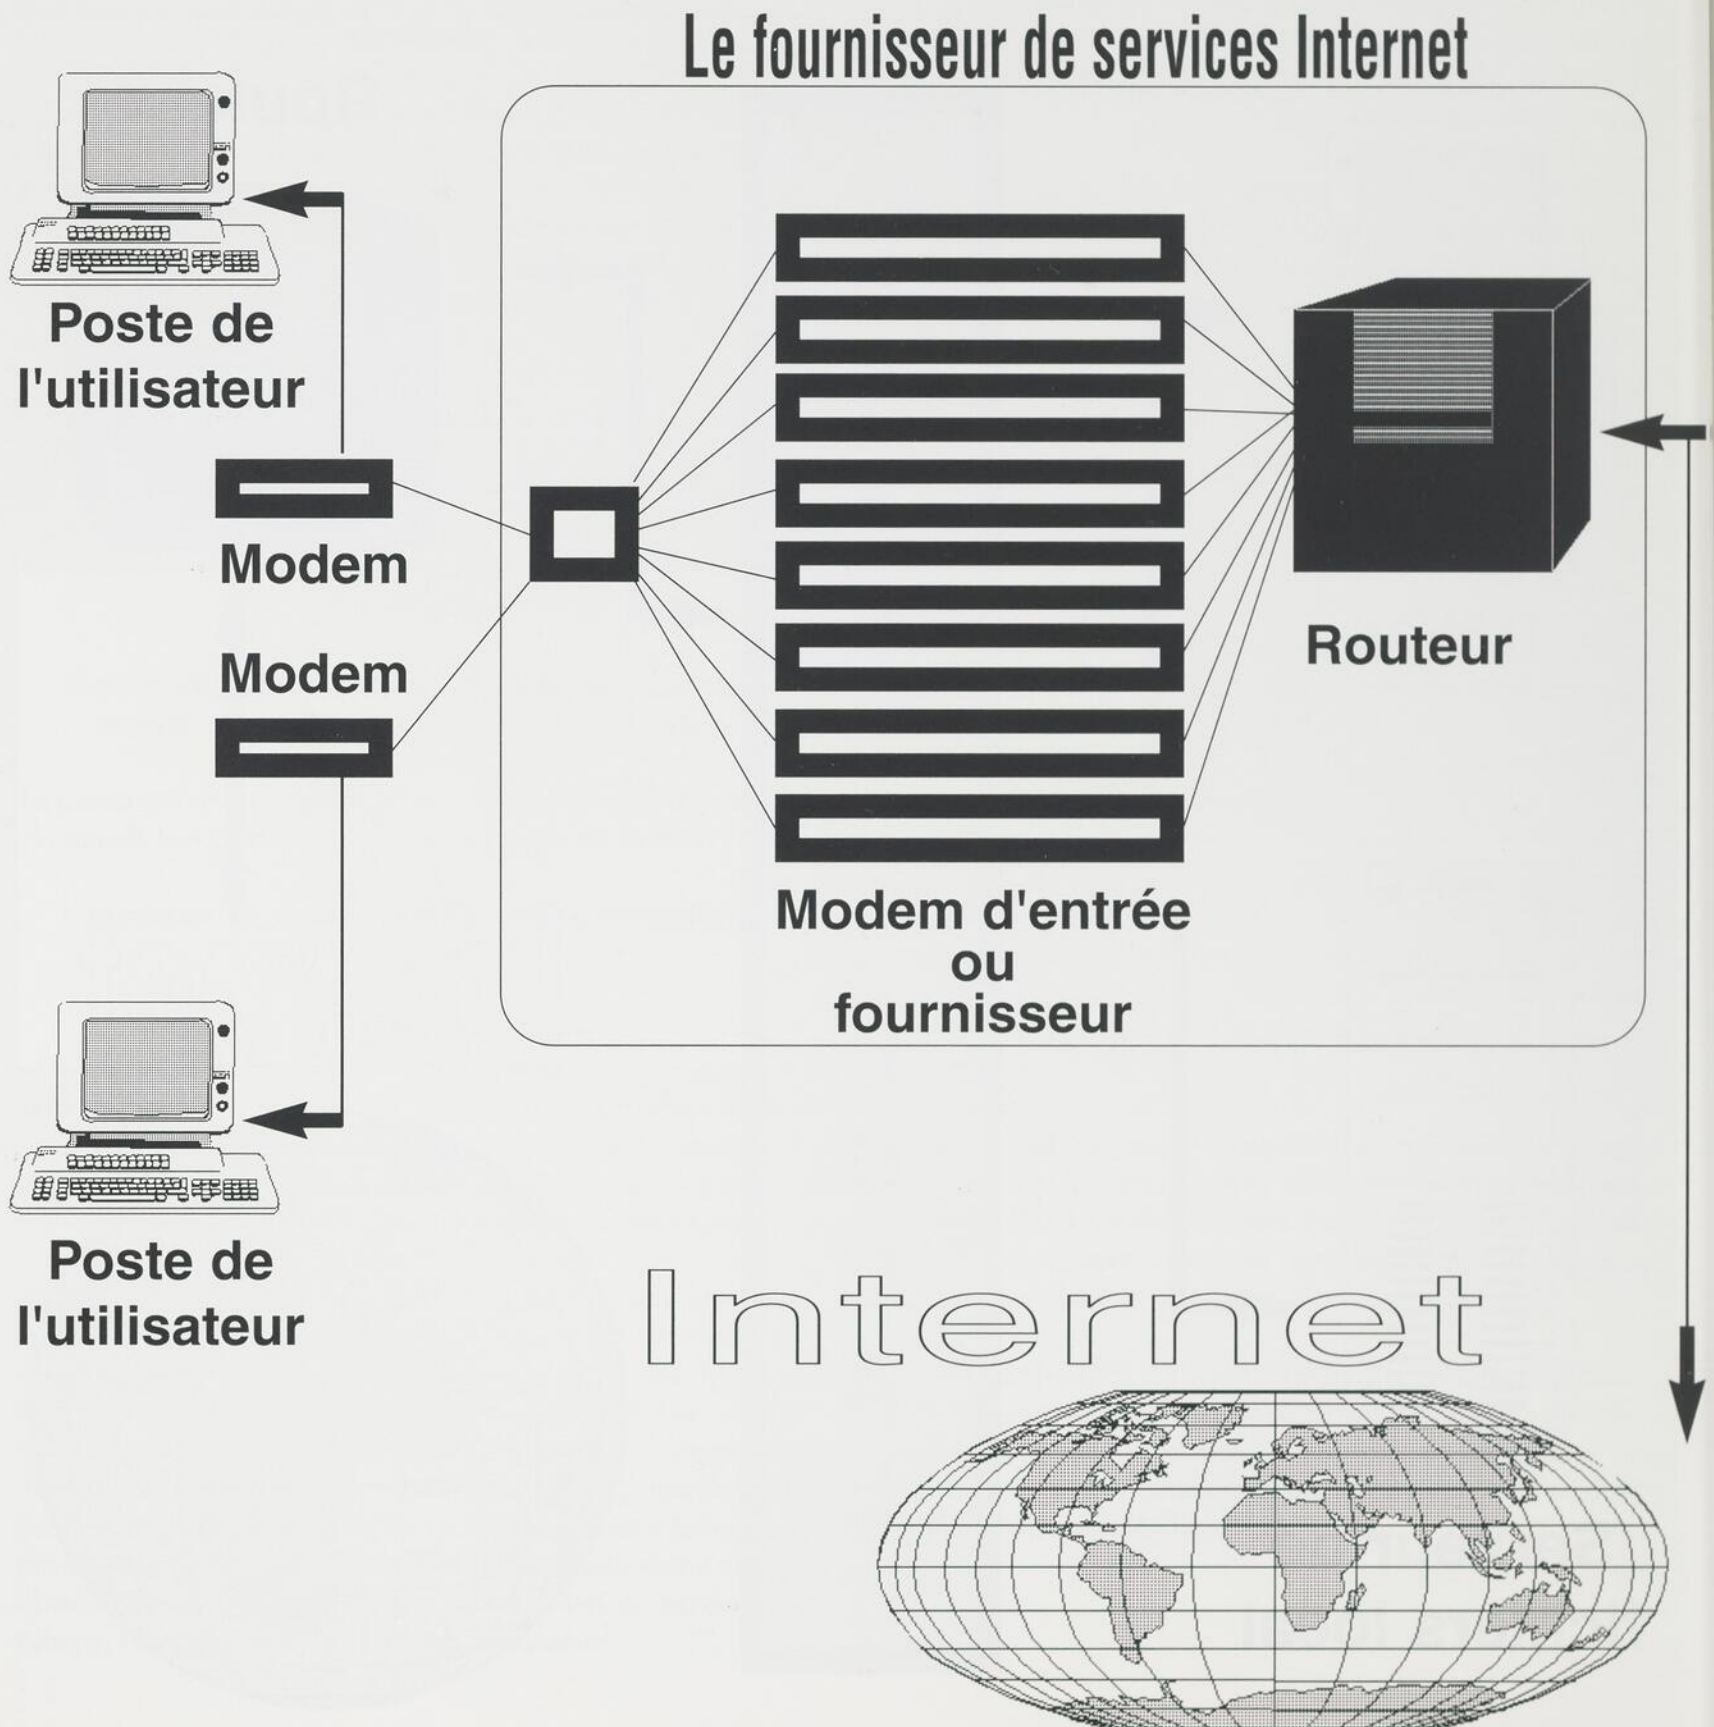 Le fournisseur de services Internet
Poste de
l'utilisateur
Modem
Modem
Routeur
Modem d'entrée
ou
fournisseur
Poste de
l'utilisateur
Internet